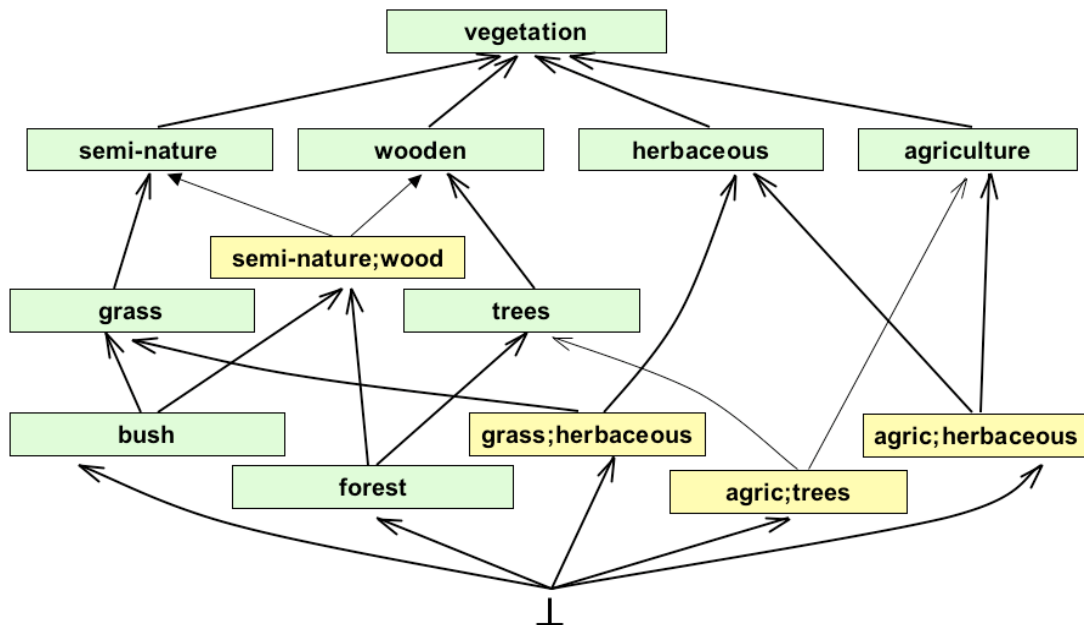 vegetation
semi-nature
wooden
herbaceous
agriculture
semi-nature;wood
grass
trees
bush
grass;herbaceous
agric;herbaceous
forest
agric;trees
⊥